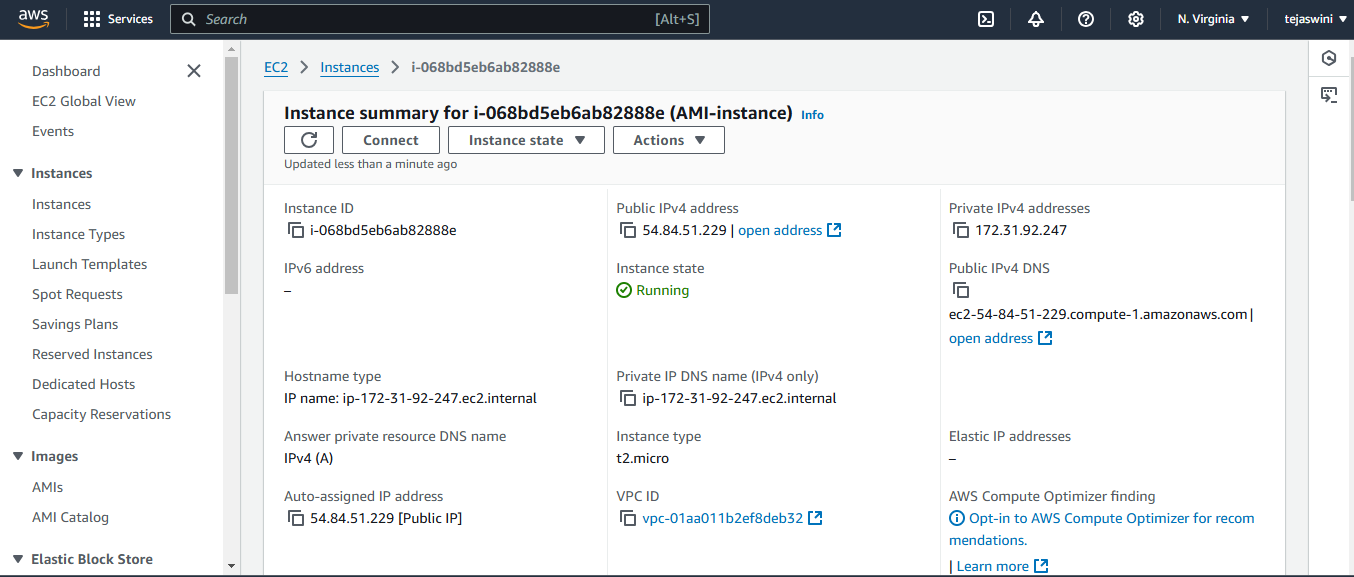 aws
Services
Search
[Alt+S]
N. Virginia
tejaswini
Dashboard
EC2 Global View
Events
Instances
Instances
Instance Types
Launch Templates
Spot Requests
Savings Plans
Reserved Instances
Dedicated Hosts
Capacity Reservations
Images
AMIs
AMI Catalog
Elastic Block Store
EC2 > Instances > i-068bd5eb6ab82888e
Instance summary for i-068bd5eb6ab82888e (AMI-instance) Info
Connect
Instance state
Actions
Updated less than a minute ago
Instance ID
i-068bd5eb6ab82888e
Public IPv4 address
54.84.51.229 | open address
Private IPv4 addresses
172.31.92.247
IPv6 address
–
Instance state
Running
Public IPv4 DNS
ec2-54-84-51-229.compute-1.amazonaws.com |
open address
Hostname type
IP name: ip-172-31-92-247.ec2.internal
Private IP DNS name (IPv4 only)
ip-172-31-92-247.ec2.internal
Answer private resource DNS name
IPv4 (A)
Instance type
t2.micro
Elastic IP addresses
–
Auto-assigned IP address
54.84.51.229 [Public IP]
VPC ID
vpc-01aa011b2ef8deb32
AWS Compute Optimizer finding
Opt-in to AWS Compute Optimizer for recom
mendations.
| Learn more